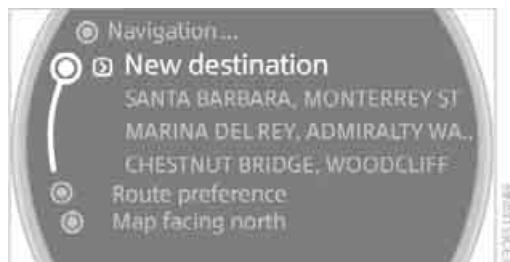 Navigation...
New destination
SANTA BARBARA, MONTERREY ST
MARINA DEL REY, ADMIRALTY WA..
CHESTNUT BRIDGE, WOODCLIFF
Route preference
Map facing north